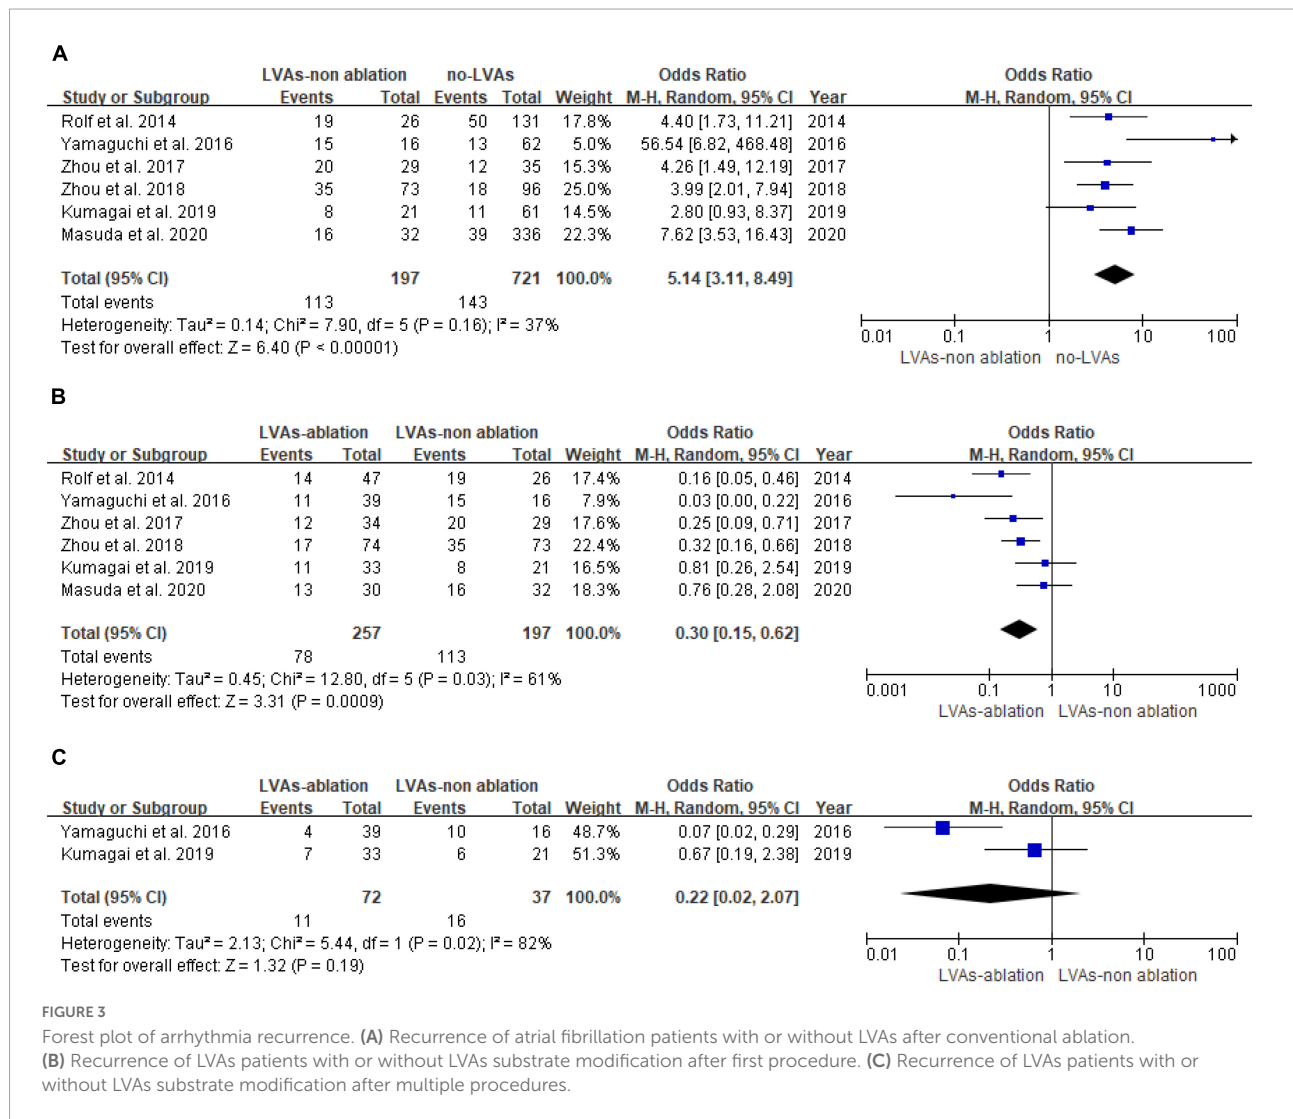 A
LVAs-non ablation no-LVAs Odds Ratio Odds Ratio
Study or Subgroup Events Total Events Total Weight M-H, Random, 95% CI Year M-H, Random, 95% CI
Rolf et al. 2014 19 26 50 131 17.8% 4.40 [1.73, 11.21] 2014
Yamaguchi et al. 2016 15 16 13 62 5.0% 56.54 [6.82, 468.48] 2016
Zhou et al. 2017 20 29 12 35 15.3% 4.26 [1.49, 12.19] 2017
Zhou et al. 2018 35 73 18 96 25.0% 3.99 [2.01, 7.94] 2018
Kumagai et al. 2019 8 21 11 61 14.5% 2.80 [0.93, 8.37] 2019
Masuda et al. 2020 16 32 39 336 22.3% 7.62 [3.53, 16.43] 2020
Total (95% CI) 197 721 100.0% 5.14 [3.11, 8.49]
Total events 113 143
Heterogeneity: Tau² = 0.14; Chi² = 7.90, df = 5 (P = 0.16); I² = 37%
Test for overall effect: Z = 6.40 (P < 0.00001)
0.01 0.1 1 10 100
LVAs-non ablation no-LVAs
B
LVAs-ablation LVAs-non ablation Odds Ratio Odds Ratio
Study or Subgroup Events Total Events Total Weight M-H, Random, 95% CI Year M-H, Random, 95% CI
Rolf et al. 2014 14 47 19 26 17.4% 0.16 [0.05, 0.46] 2014
Yamaguchi et al. 2016 11 39 15 16 7.9% 0.03 [0.00, 0.22] 2016
Zhou et al. 2017 12 34 20 29 17.6% 0.25 [0.09, 0.71] 2017
Zhou et al. 2018 17 74 35 73 22.4% 0.32 [0.16, 0.66] 2018
Kumagai et al. 2019 11 33 8 21 16.5% 0.81 [0.26, 2.54] 2019
Masuda et al. 2020 13 30 16 32 18.3% 0.76 [0.28, 2.08] 2020
Total (95% CI) 257 197 100.0% 0.30 [0.15, 0.62]
Total events 78 113
Heterogeneity: Tau² = 0.45; Chi² = 12.80, df = 5 (P = 0.03); I² = 61%
Test for overall effect: Z = 3.31 (P = 0.0009)
0.001 0.1 1 10 1000
LVAs-ablation LVAs-non ablation
C
LVAs-ablation LVAs-non ablation Odds Ratio Odds Ratio
Study or Subgroup Events Total Events Total Weight M-H, Random, 95% CI Year M-H, Random, 95% CI
Yamaguchi et al. 2016 4 39 10 16 48.7% 0.07 [0.02, 0.29] 2016
Kumagai et al. 2019 7 33 6 21 51.3% 0.67 [0.19, 2.38] 2019
Total (95% CI) 72 37 100.0% 0.22 [0.02, 2.07]
Total events 11 16
Heterogeneity: Tau² = 2.13; Chi² = 5.44, df = 1 (P = 0.02); I² = 82%
Test for overall effect: Z = 1.32 (P = 0.19)
0.01 0.1 1 10 100
LVAs-ablation LVAs-non ablation
FIGURE 3
Forest plot of arrhythmia recurrence. (A) Recurrence of atrial fibrillation patients with or without LVAs after conventional ablation.
(B) Recurrence of LVAs patients with or without LVAs substrate modification after first procedure. (C) Recurrence of LVAs patients with or
without LVAs substrate modification after multiple procedures.